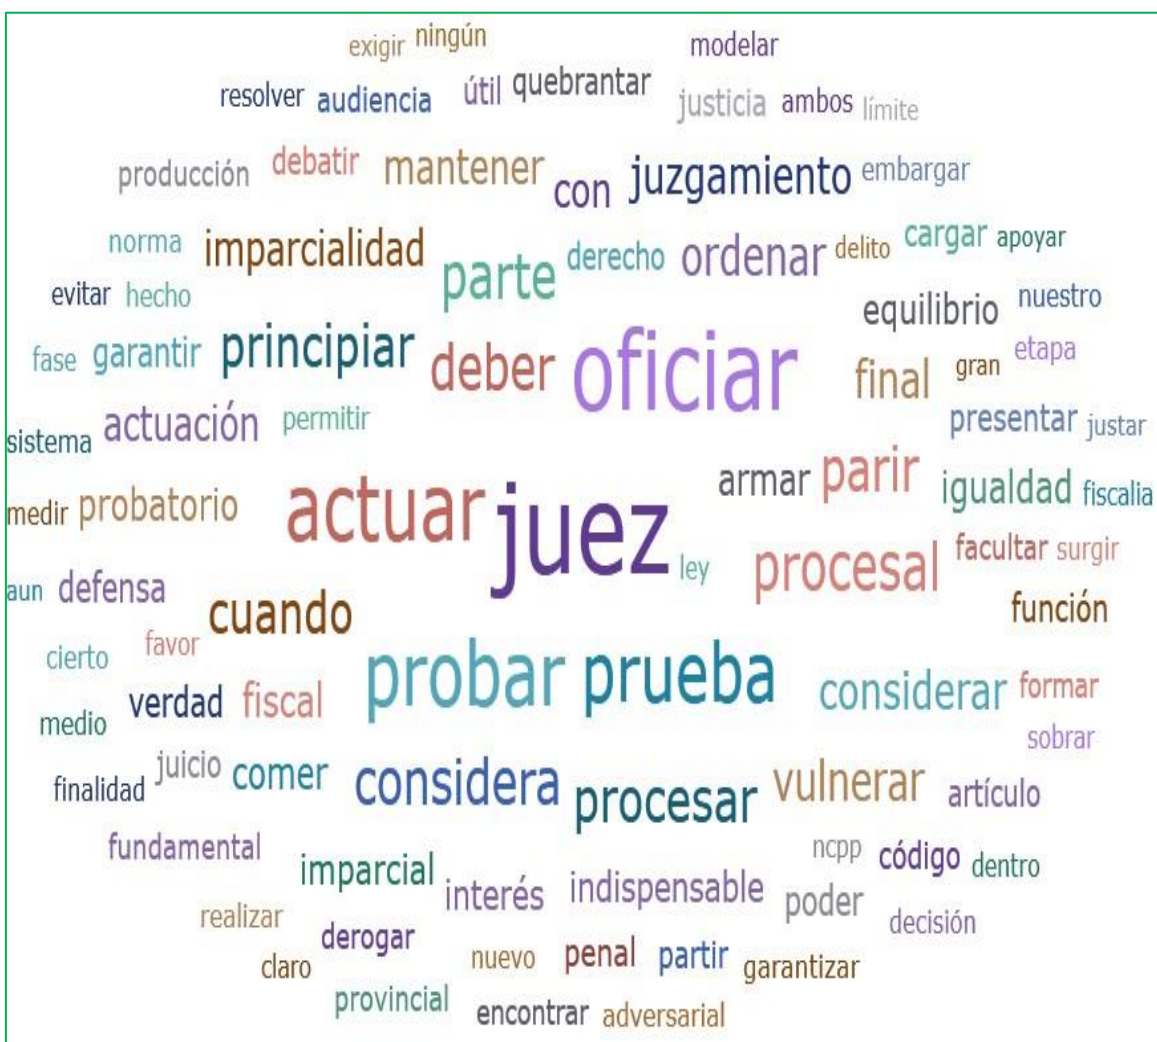 exigir ningún modelar
resolver audiencia útil quebrantar justicia ambos límite
producción debatir mantener con juzgamiento embargar
norma imparcialidad parte derecho ordenar delito cargar apoyar
evitar hecho equilibrio nuestro
fase garantir principiar deber oficiar final gran etapa
sistema actuación permitir presentar justar
medir probatorio actuar juez armar parir igualdad fiscalia
aun defensa ley procesal facultar surgir
cuando función
cierto favor probar prueba considerar formar
medio verdad fiscal sobrar
finalidad juicio comer considera procesar vulnerar artículo
fundamental imparcial interés indispensable poder ncpp código dentro
realizar derogar nuevo penal partir garantizar decisión
claro provincial encontrar adversarial